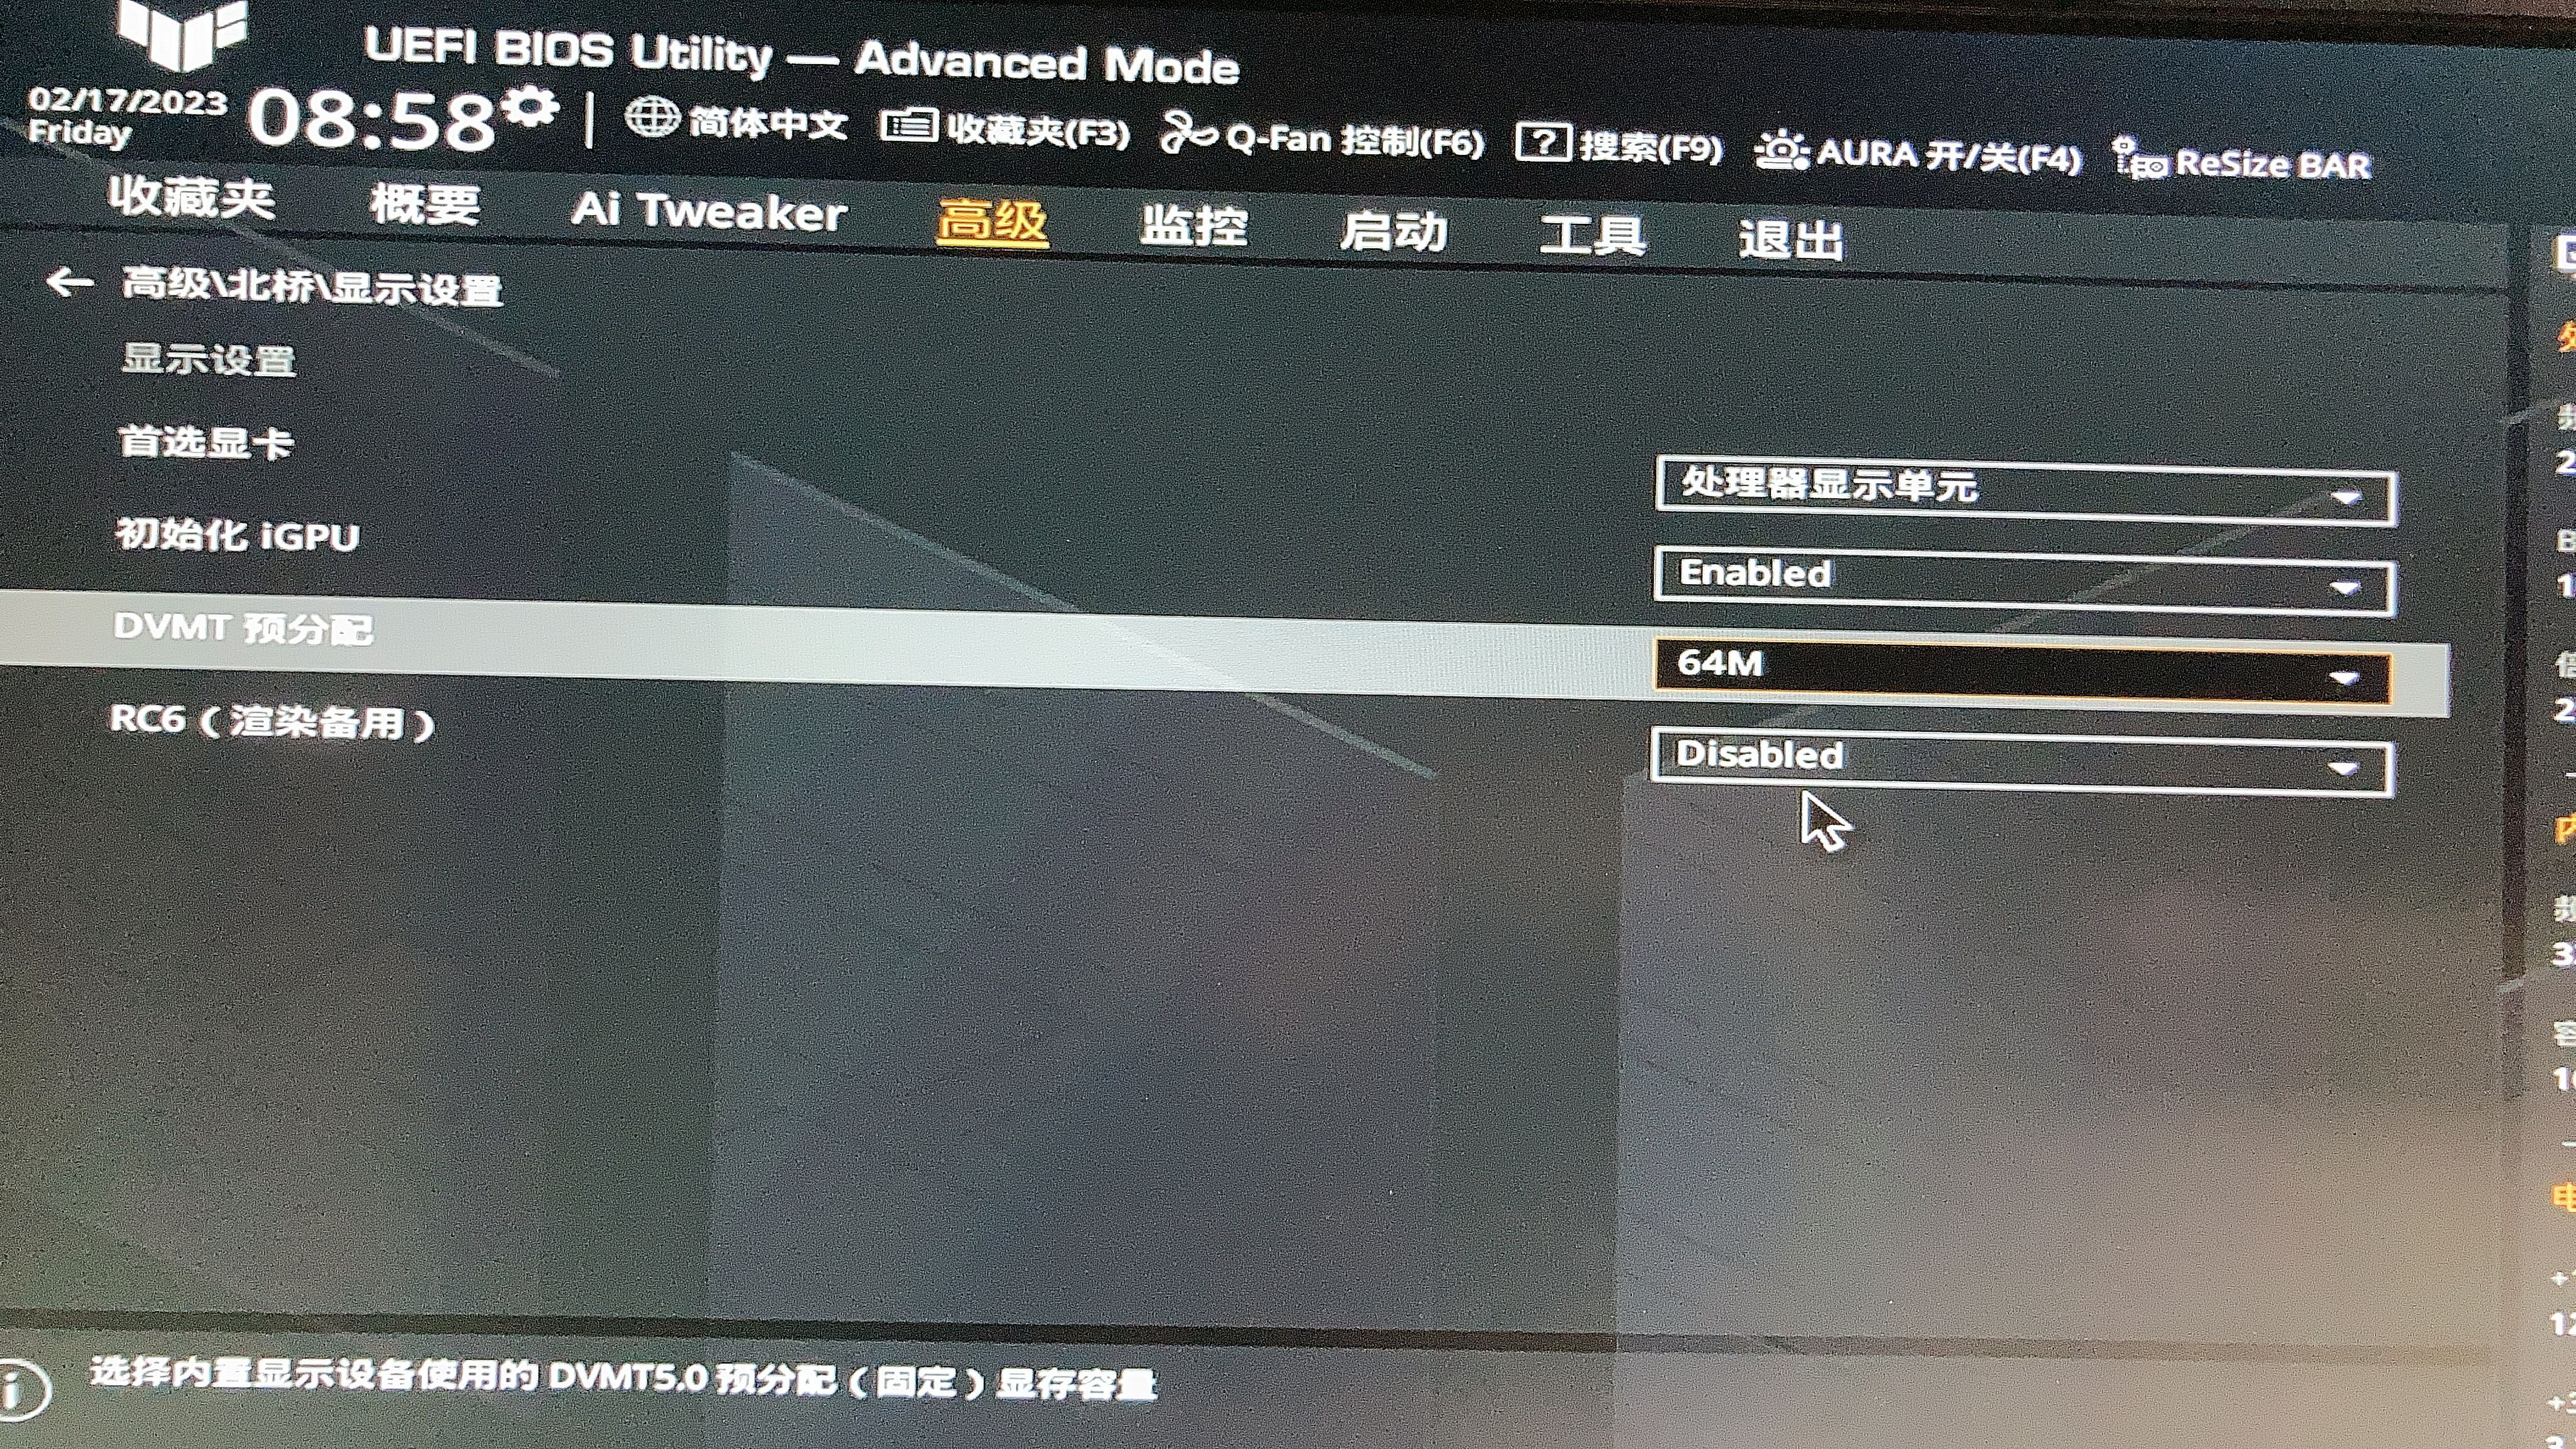 UEFI BIOS Utility — Advanced Mode
02/17/2023
Friday
08:58
简体中文
收藏夹(F3)
Q-Fan 控制(F6)
搜索(F9)
AURA 开/关(F4)
ReSize BAR
收藏夹
概要
Ai Tweaker
高级
监控
启动
工具
退出
高级\北桥\显示设置
显示设置
首选显卡
处理器显示单元
初始化 iGPU
Enabled
DVMT 预分配
64M
RC6（渲染备用）
Disabled
选择内置显示设备使用的 DVMT5.0 预分配（固定）显存容量